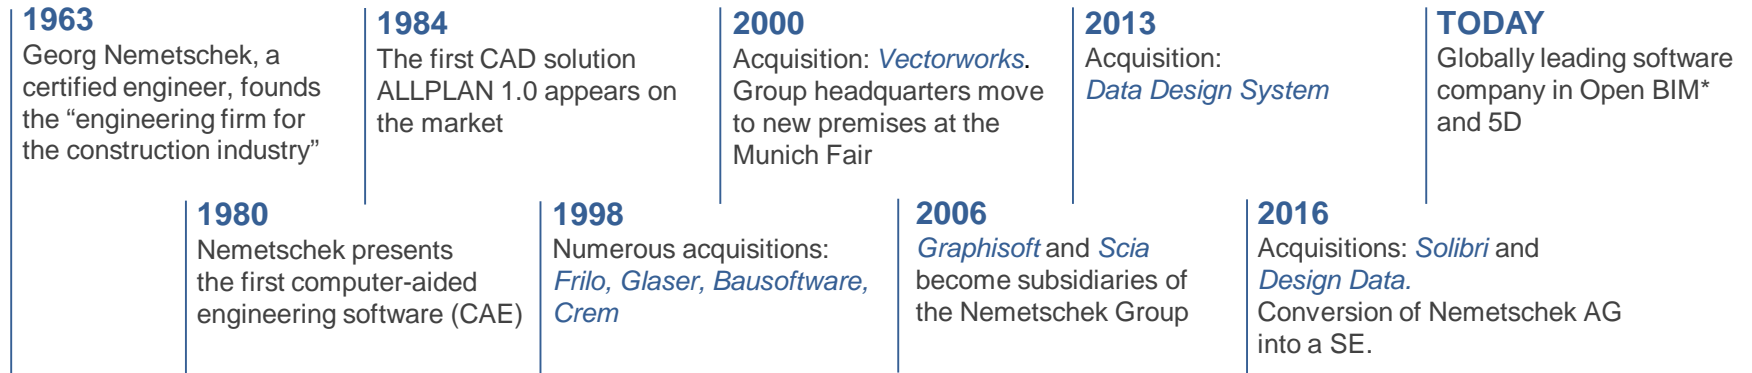 1963
Georg Nemetschek, a
certified engineer, founds
the “engineering firm for
the construction industry”
1980
Nemetschek presents
the first computer-aided
engineering software (CAE)
1984
The first CAD solution
ALLPLAN 1.0 appears on
the market
1998
Numerous acquisitions:
Frilo, Glaser, Bausoftware,
Crem
2000
Acquisition: Vectorworks.
Group headquarters move
to new premises at the
Munich Fair
2006
Graphisoft and Scia
become subsidiaries of
the Nemetschek Group
2013
Acquisition:
Data Design System
2016
Acquisitions: Solibri and
Design Data.
Conversion of Nemetschek AG
into a SE.
TODAY
Globally leading software
company in Open BIM*
and 5D